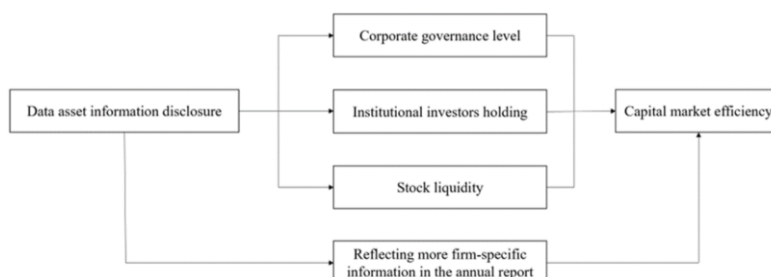 Corporate governance level
Data asset information disclosure
Institutional investors holding
Capital market efficiency
Stock liquidity
Reflecting more firm-specific
information in the annual report